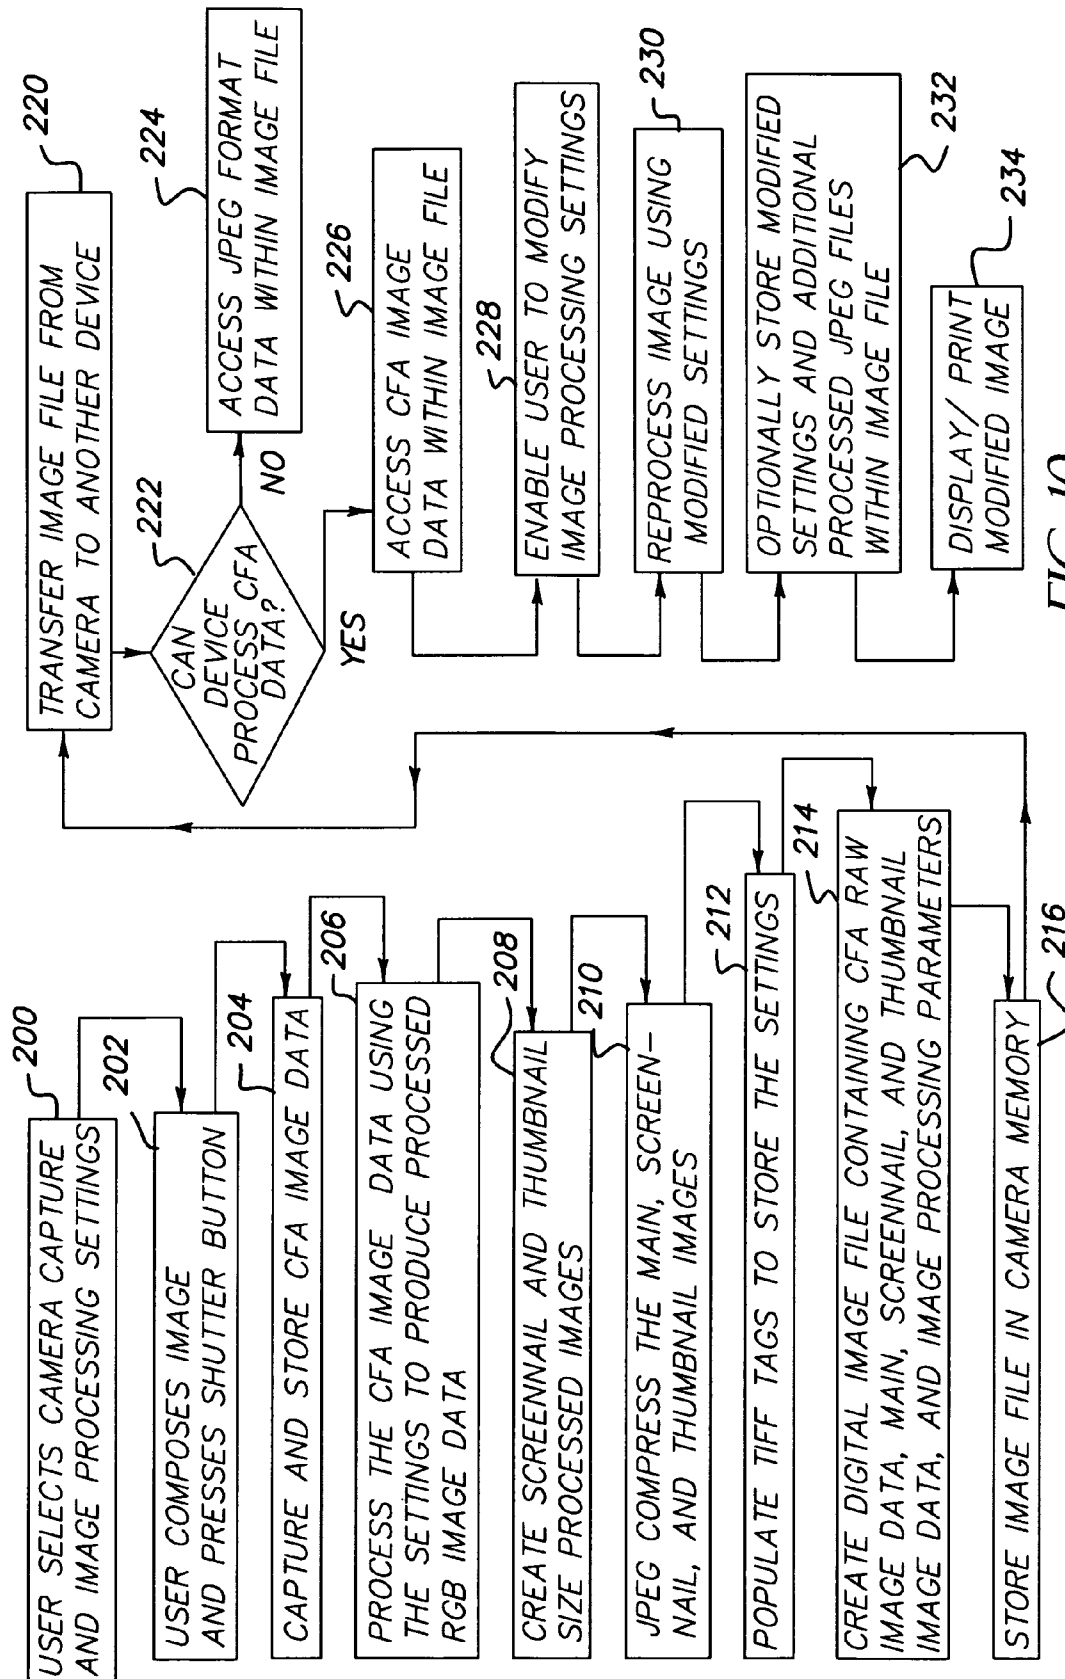 200
USER SELECTS CAMERA CAPTURE
AND IMAGE PROCESSING SETTINGS
202
USER COMPOSES IMAGE
AND PRESSES SHUTTER BUTTON
204
CAPTURE AND STORE CFA IMAGE DATA
206
PROCESS THE CFA IMAGE DATA USING
THE SETTINGS TO PRODUCE PROCESSED
RGB IMAGE DATA
208
CREATE SCREENNAIL AND THUMBNAIL
SIZE PROCESSED IMAGES
210
JPEG COMPRESS THE MAIN, SCREEN-
NAIL, AND THUMBNAIL IMAGES
212
POPULATE TIFF TAGS TO STORE THE SETTINGS
214
CREATE DIGITAL IMAGE FILE CONTAINING CFA RAW
IMAGE DATA, MAIN, SCREENNAIL, AND THUMBNAIL
IMAGE DATA, AND IMAGE PROCESSING PARAMETERS
STORE IMAGE FILE IN CAMERA MEMORY
216
220
TRANSFER IMAGE FILE FROM
CAMERA TO ANOTHER DEVICE
222
CAN
DEVICE
PROCESS CFA
DATA?
NO
YES
224
ACCESS JPEG FORMAT
DATA WITHIN IMAGE FILE
226
ACCESS CFA IMAGE
DATA WITHIN IMAGE FILE
228
ENABLE USER TO MODIFY
IMAGE PROCESSING SETTINGS
230
REPROCESS IMAGE USING
MODIFIED SETTINGS
OPTIONALLY STORE MODIFIED
SETTINGS AND ADDITIONAL
PROCESSED JPEG FILES
WITHIN IMAGE FILE
232
DISPLAY/ PRINT
MODIFIED IMAGE
234